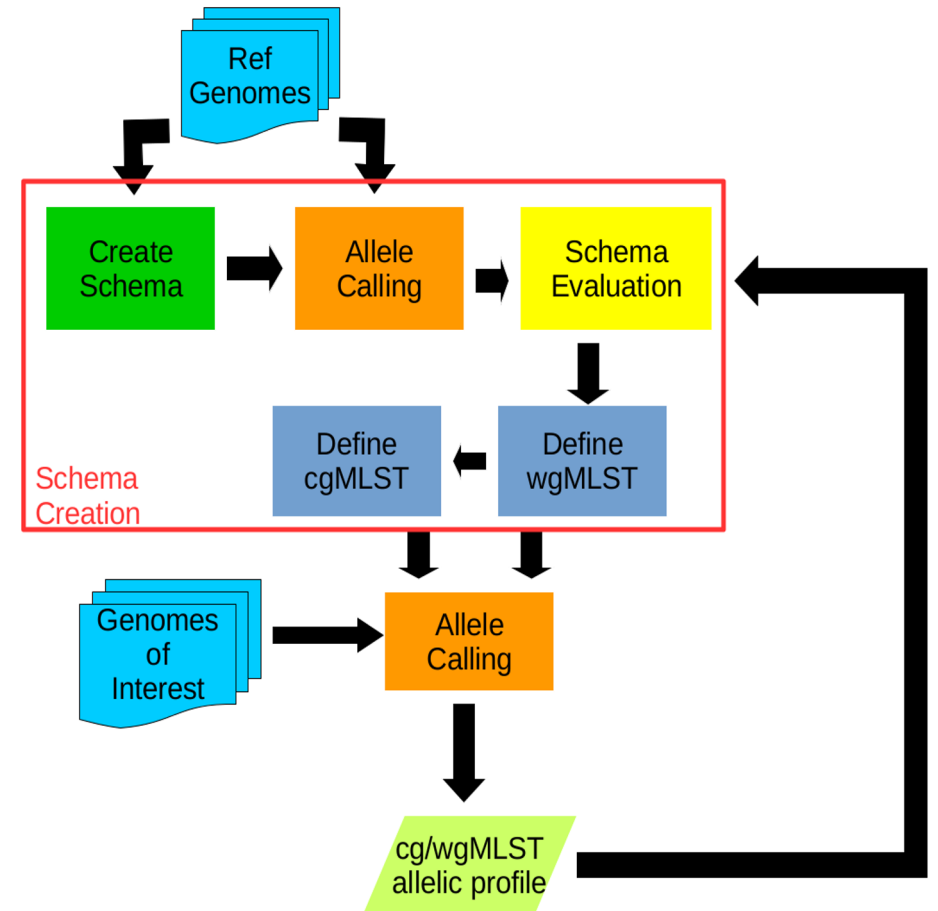 Ref
Genomes
Create
Schema
Allele
Calling
Schema
Evaluation
Define
cgMLST
Define
wgMLST
Schema
Creation
Genomes
of
Interest
Allele
Calling
cg/wgMLST
allelic profile